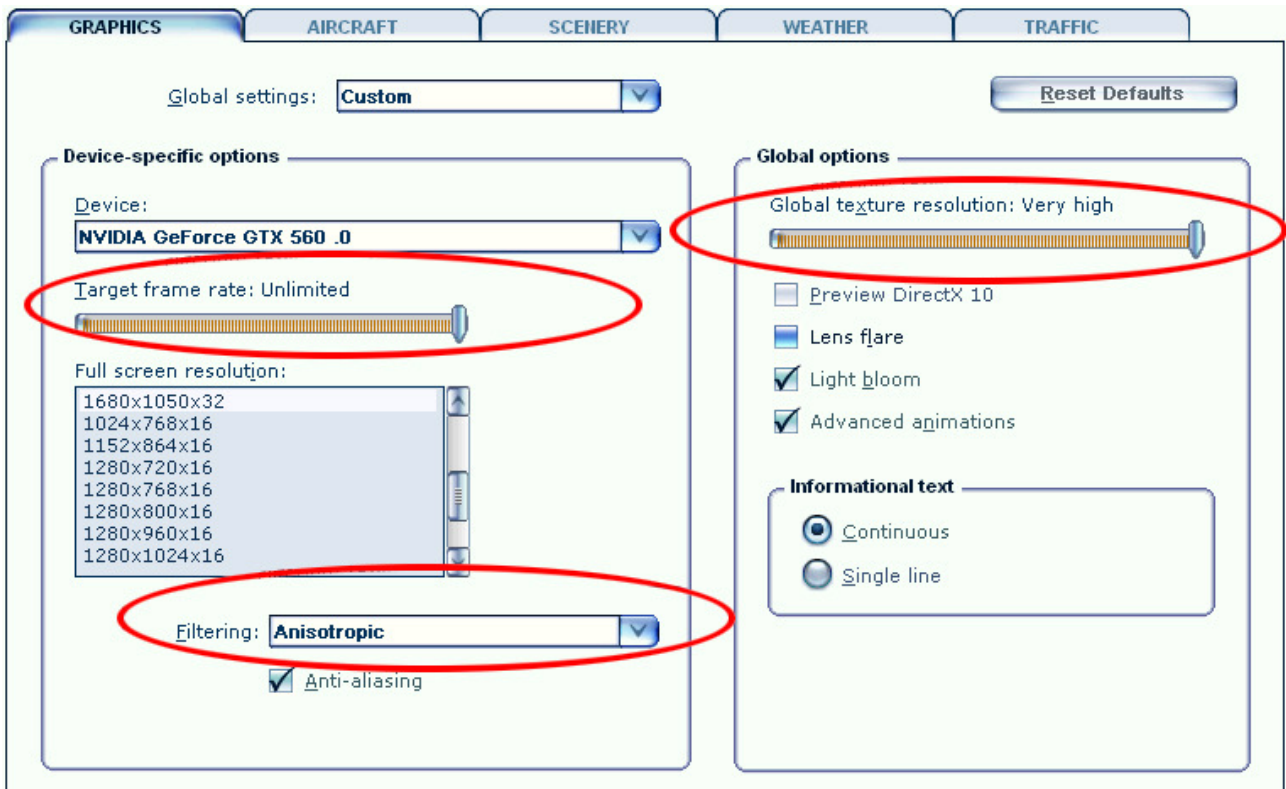 GRAPHICS AIRCRAFT SCENERY WEATHER TRAFFIC
Global settings: Custom
Reset Defaults
Device-specific options
Device:
NVIDIA GeForce GTX 560 .0
Target frame rate: Unlimited
Full screen resolution:
1680x1050x32
1024x768x16
1152x864x16
1280x720x16
1280x768x16
1280x800x16
1280x960x16
1280x1024x16
Filtering: Anisotropic
Anti-aliasing
Global options
Global texture resolution: Very high
Preview DirectX 10
Lens flare
Light bloom
Advanced animations
Informational text
Continuous
Single line